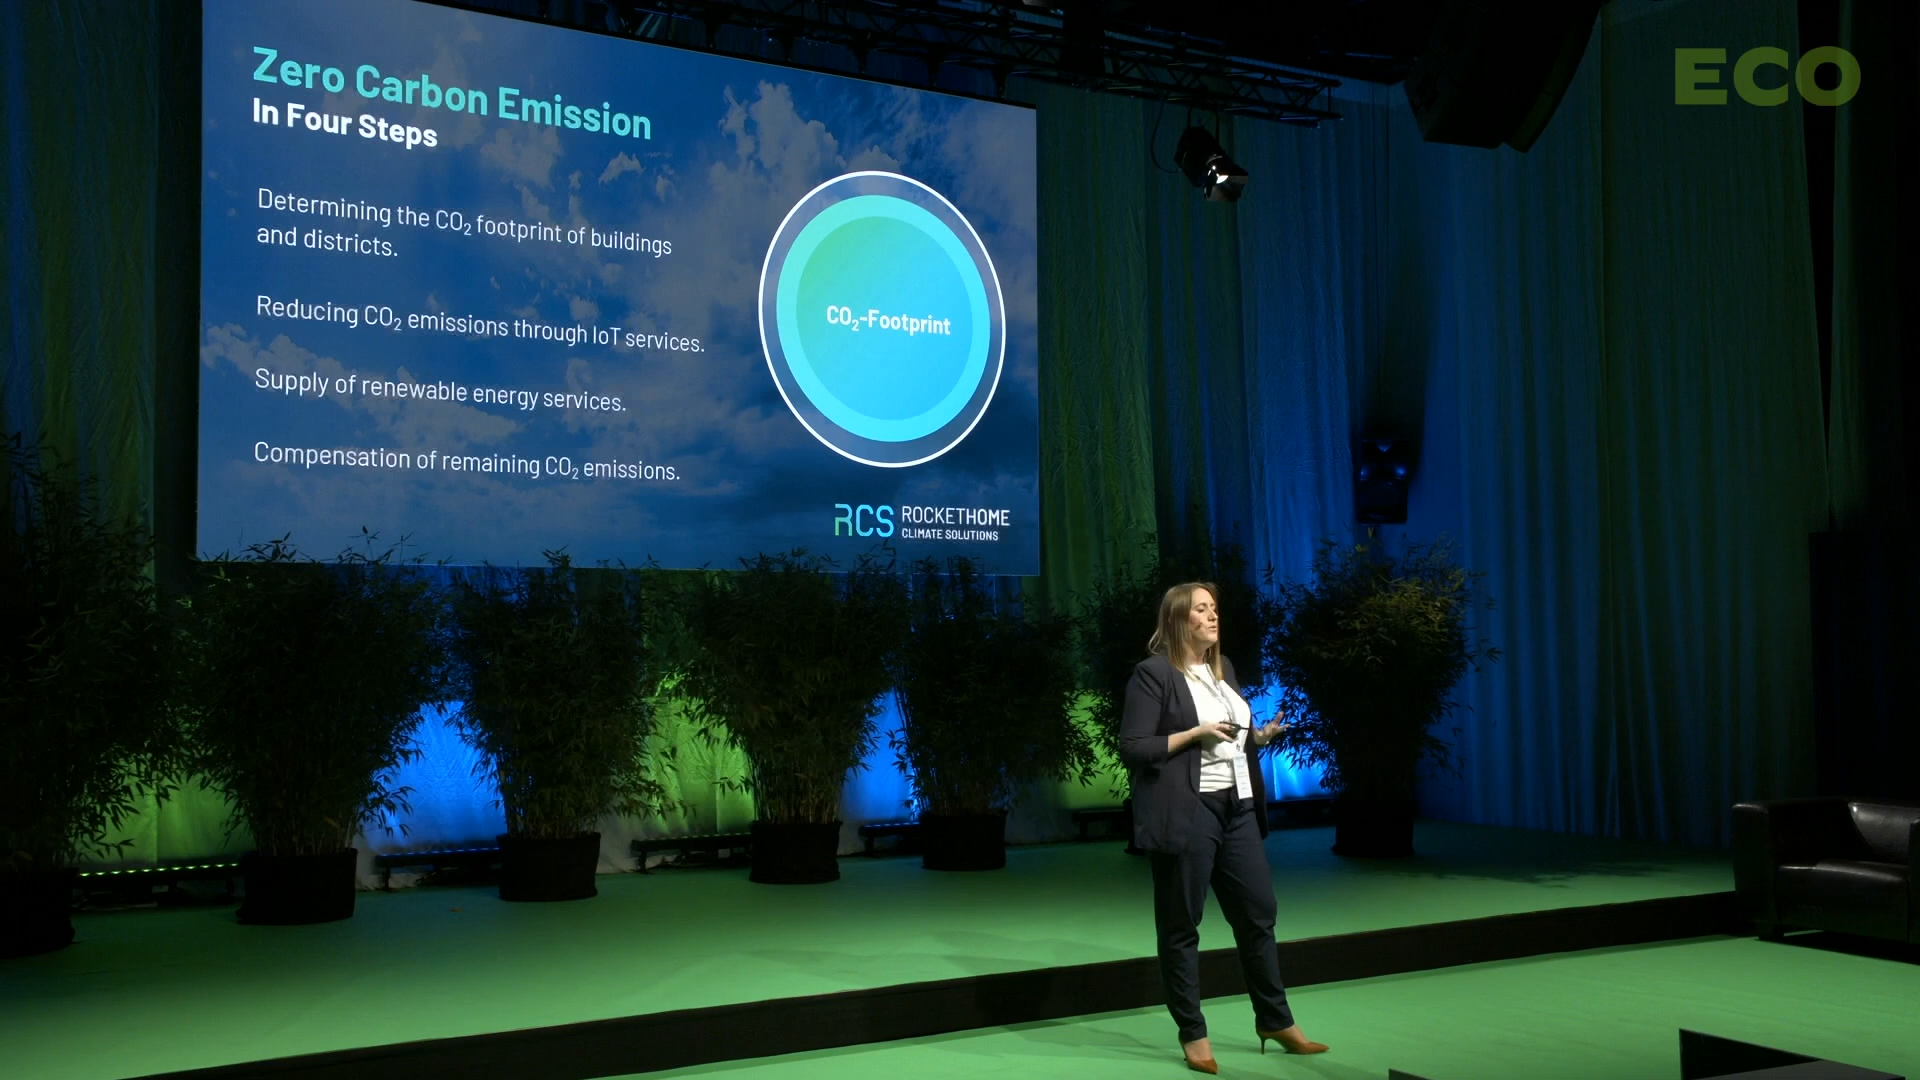 ECO
Zero Carbon Emission
In Four Steps
Determining the CO₂ footprint of buildings
and districts.
Reducing CO₂ emissions through IoT services.
Supply of renewable energy services.
Compensation of remaining CO₂ emissions.
CO₂-Footprint
RCS ROCKETHOME
CLIMATE SOLUTIONS